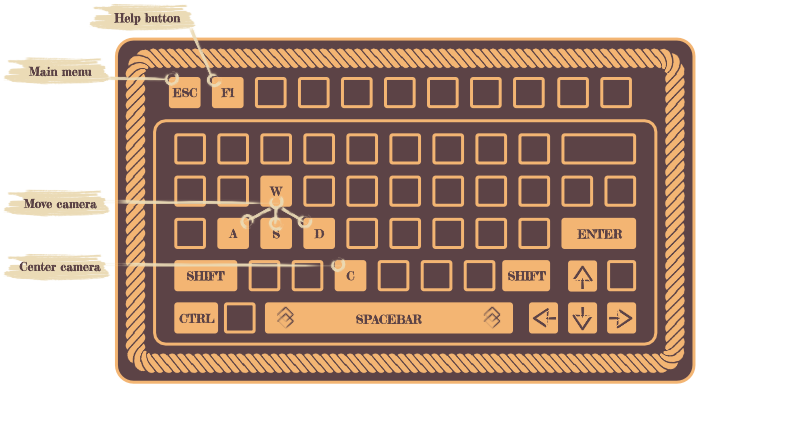 Help button
Main menu
ESC F1
W
Move camera
A S D ENTER
Center camera
SHIFT C SHIFT
CTRL SPACEBAR